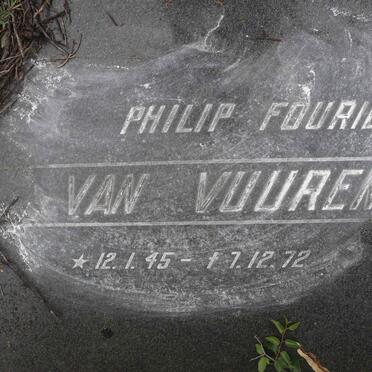 PHILIP FOURIE
VAN VUUREN
★ 12.1.45 – † 7.12.72